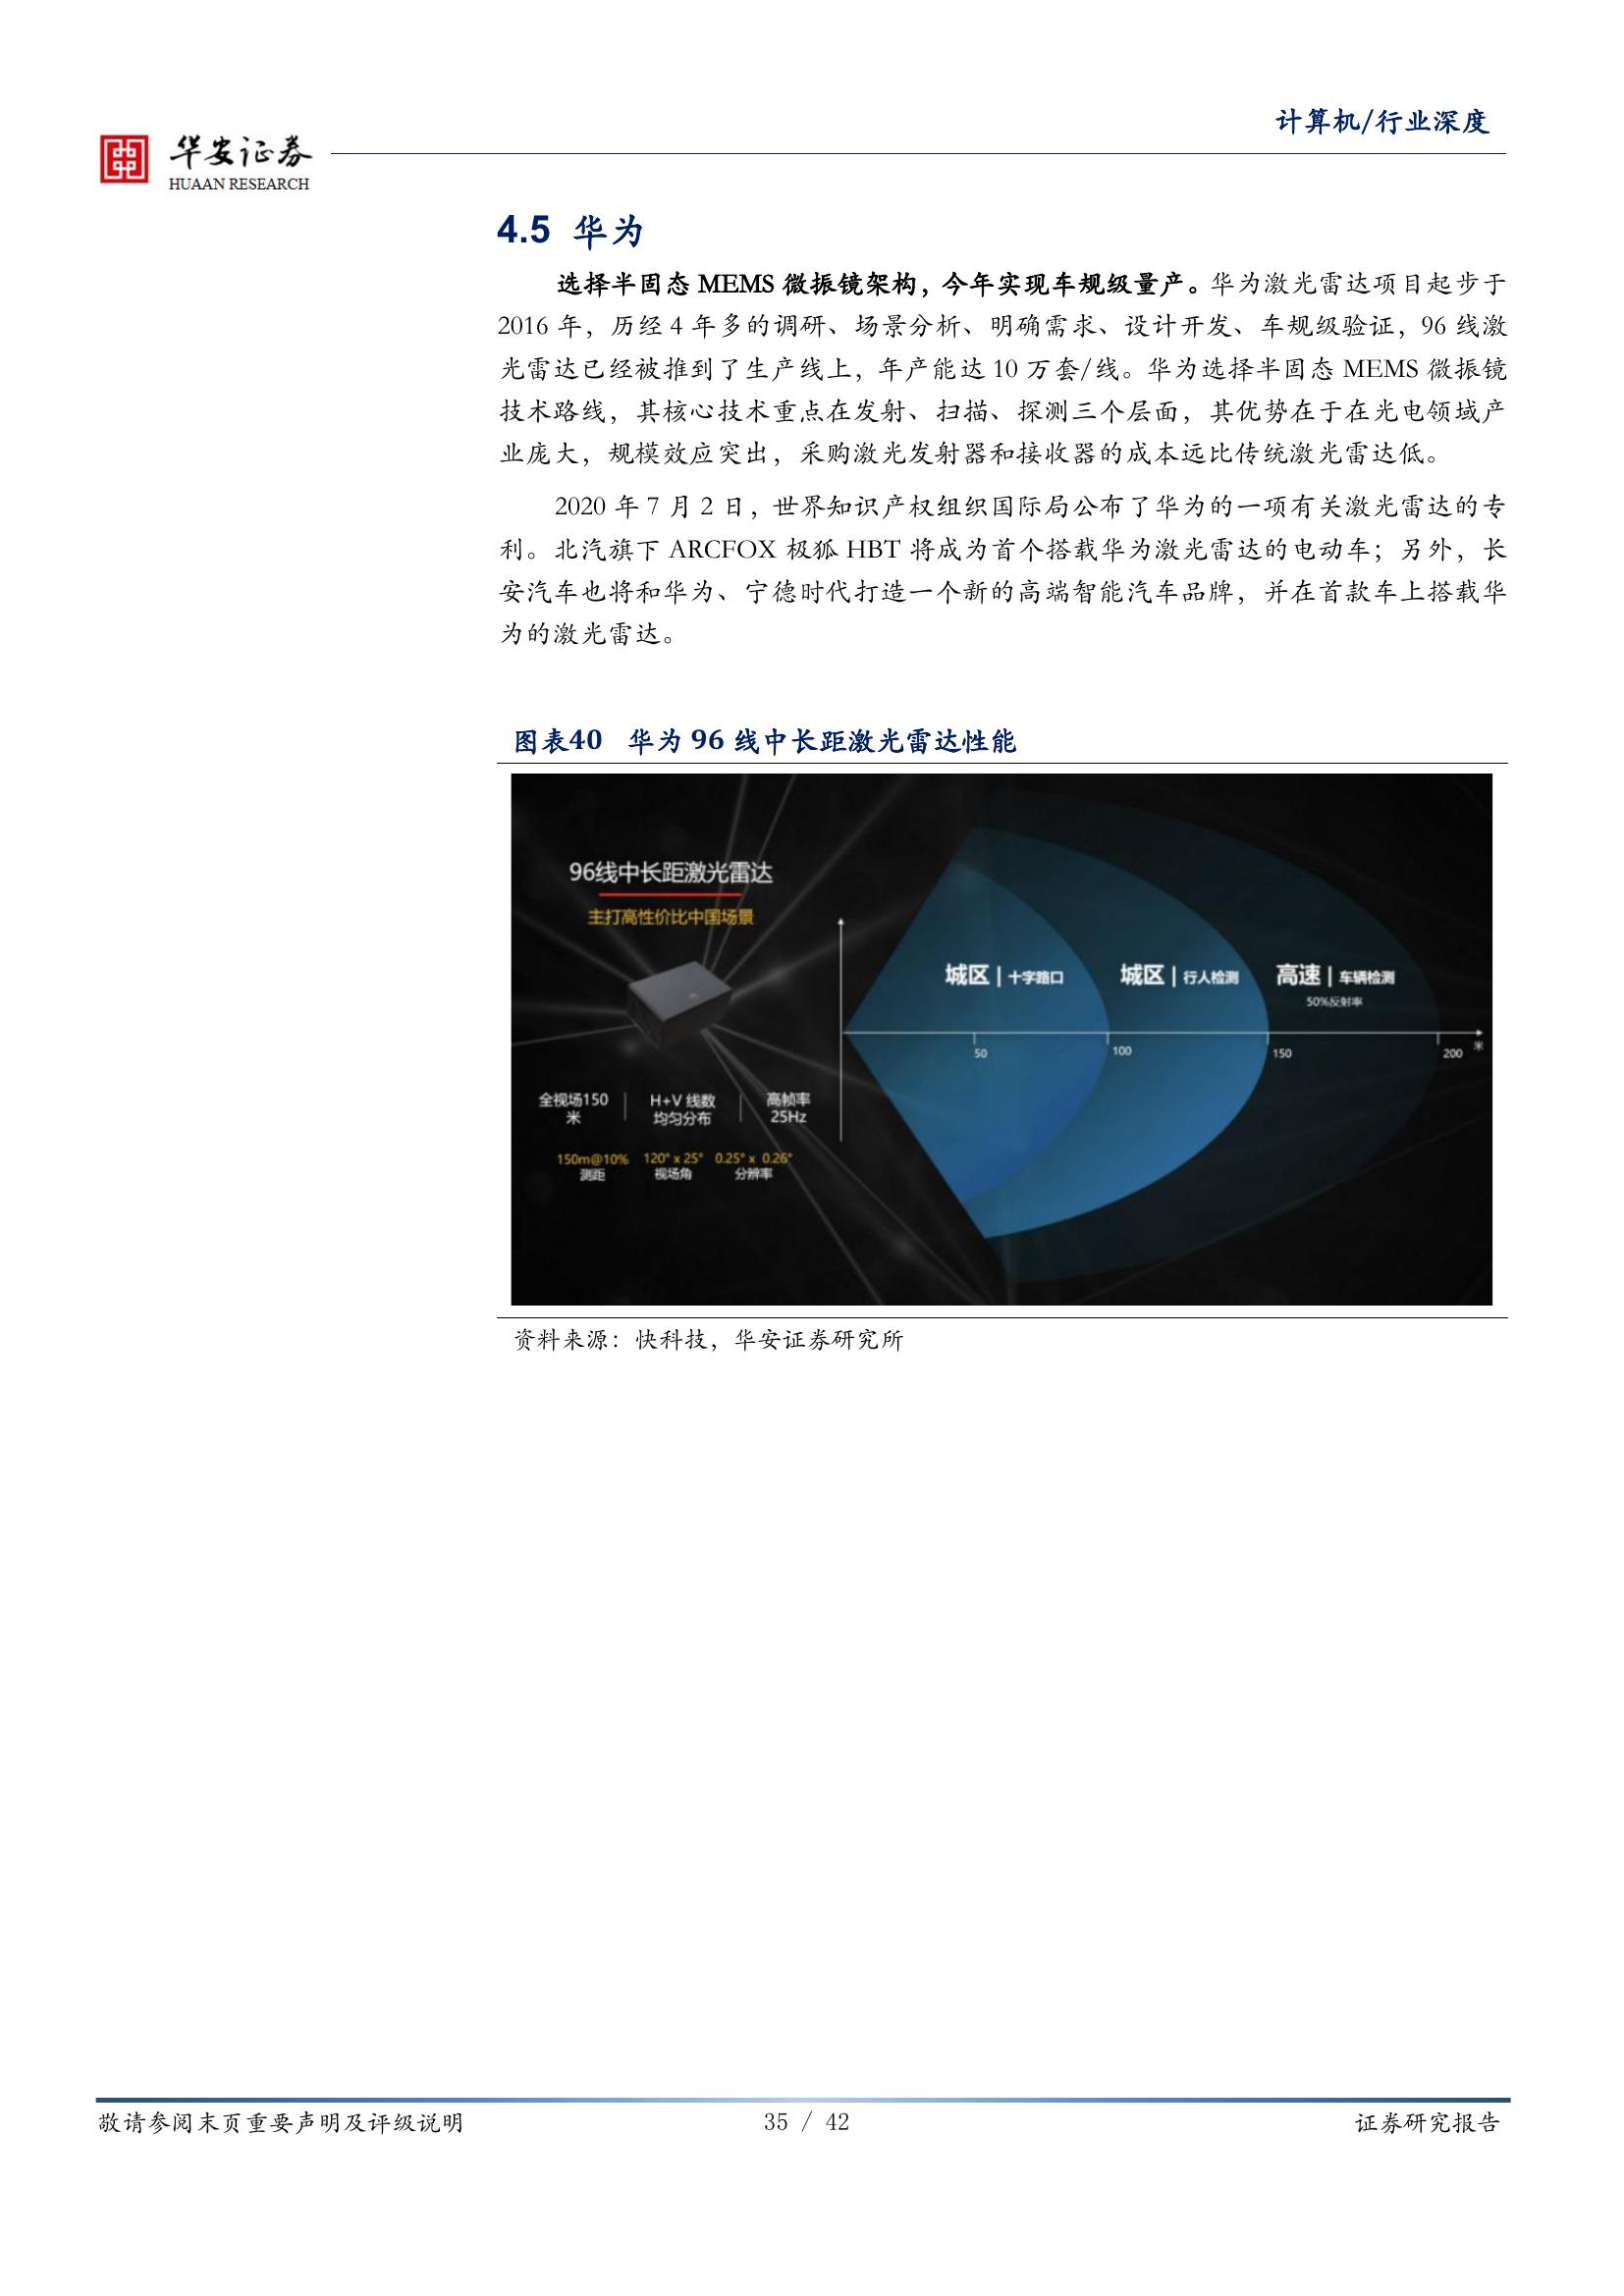 计算机/行业深度
华安证券
HUAAN RESEARCH
4.5 华为
选择半固态 MEMS 微振镜架构，今年实现车规级量产。华为激光雷达项目起步于
2016 年，历经 4 年多的调研、场景分析、明确需求、设计开发、车规级验证，96 线激
光雷达已经被推到了生产线上，年产能达 10 万套/线。华为选择半固态 MEMS 微振镜
技术路线，其核心技术重点在发射、扫描、探测三个层面，其优势在于在光电领域产
业庞大，规模效应突出，采购激光发射器和接收器的成本远比传统激光雷达低。
2020 年 7 月 2 日，世界知识产权组织国际局公布了华为的一项有关激光雷达的专
利。北汽旗下 ARCFOX 极狐 HBT 将成为首个搭载华为激光雷达的电动车；另外，长
安汽车也将和华为、宁德时代打造一个新的高端智能汽车品牌，并在首款车上搭载华
为的激光雷达。
图表40 华为 96 线中长距激光雷达性能
96线中长距激光雷达
主打高性价比中国场景
城区 | 十字路口 城区 | 行人检测 高速 | 车辆检测
50%反射率
50 100 150 200 米
全视场150 | H+V 线数 | 高帧率
米 均匀分布 25Hz
150m@10% 120° x 25° 0.25° x 0.26°
测距 视场角 分辨率
资料来源：快科技，华安证券研究所
敬请参阅末页重要声明及评级说明 35 / 42 证券研究报告